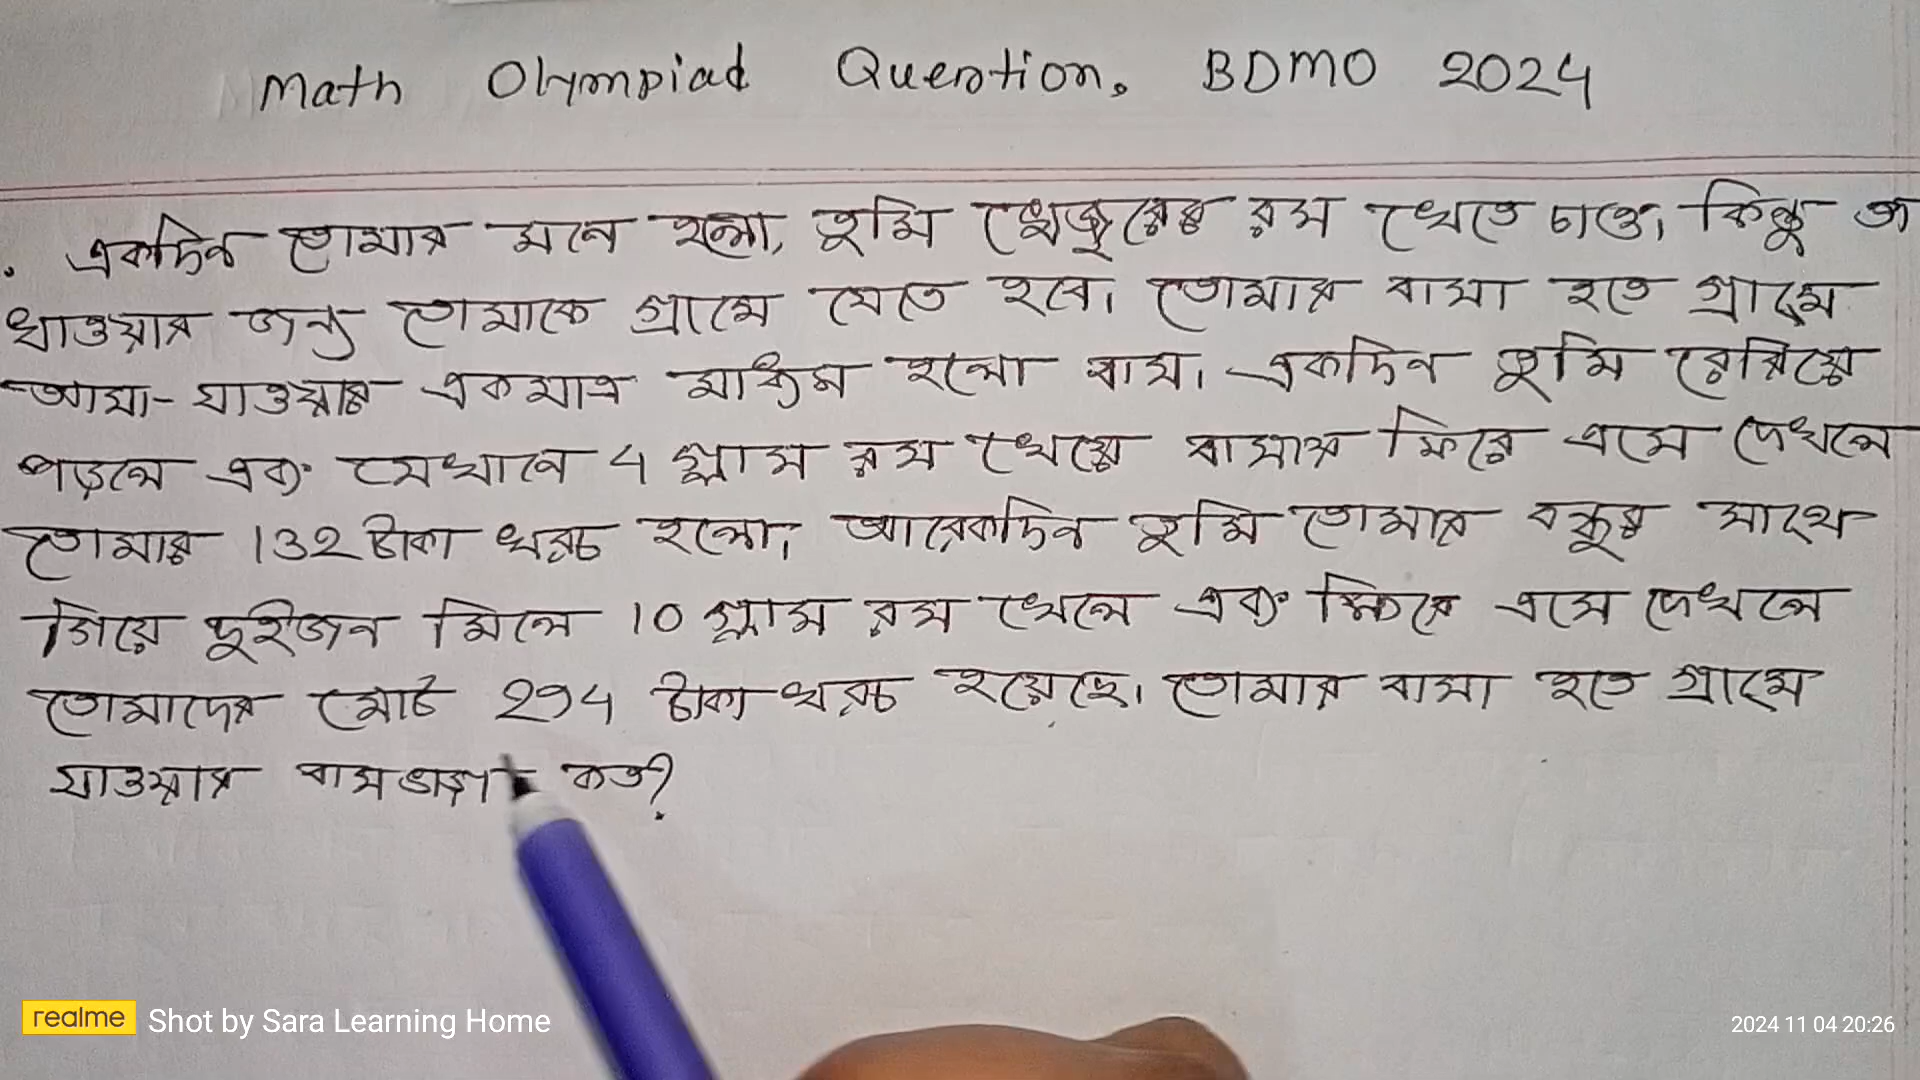 Math Olympiad Question. BDMO 2024
. একদিন তোমার মনে হলো, তুমি খেজুরের রস খেতে চাও, কিন্তু তা
খাওয়ার জন্য তোমাকে গ্রামে যেতে হবে। তোমার বাসা হতে গ্রামে
আসা-যাওয়ার একমাত্র মাধ্যম হলো বাস। একদিন তুমি বেরিয়ে
পড়লে এবং সেখানে 4 গ্লাস রস খেয়ে বাসায় ফিরে এসে দেখলে
তোমার 132 টাকা খরচ হলো, আরেকদিন তুমি তোমার বন্ধুর সাথে
গিয়ে দুইজন মিলে 10 গ্লাস রস খেলে এবং ফিরে এসে দেখলে
তোমাদের মোট 274 টাকা খরচ হয়েছে। তোমার বাসা হতে গ্রামে
যাওয়ার বাসভাড়া কত?
realme Shot by Sara Learning Home
2024 11 04 20:26